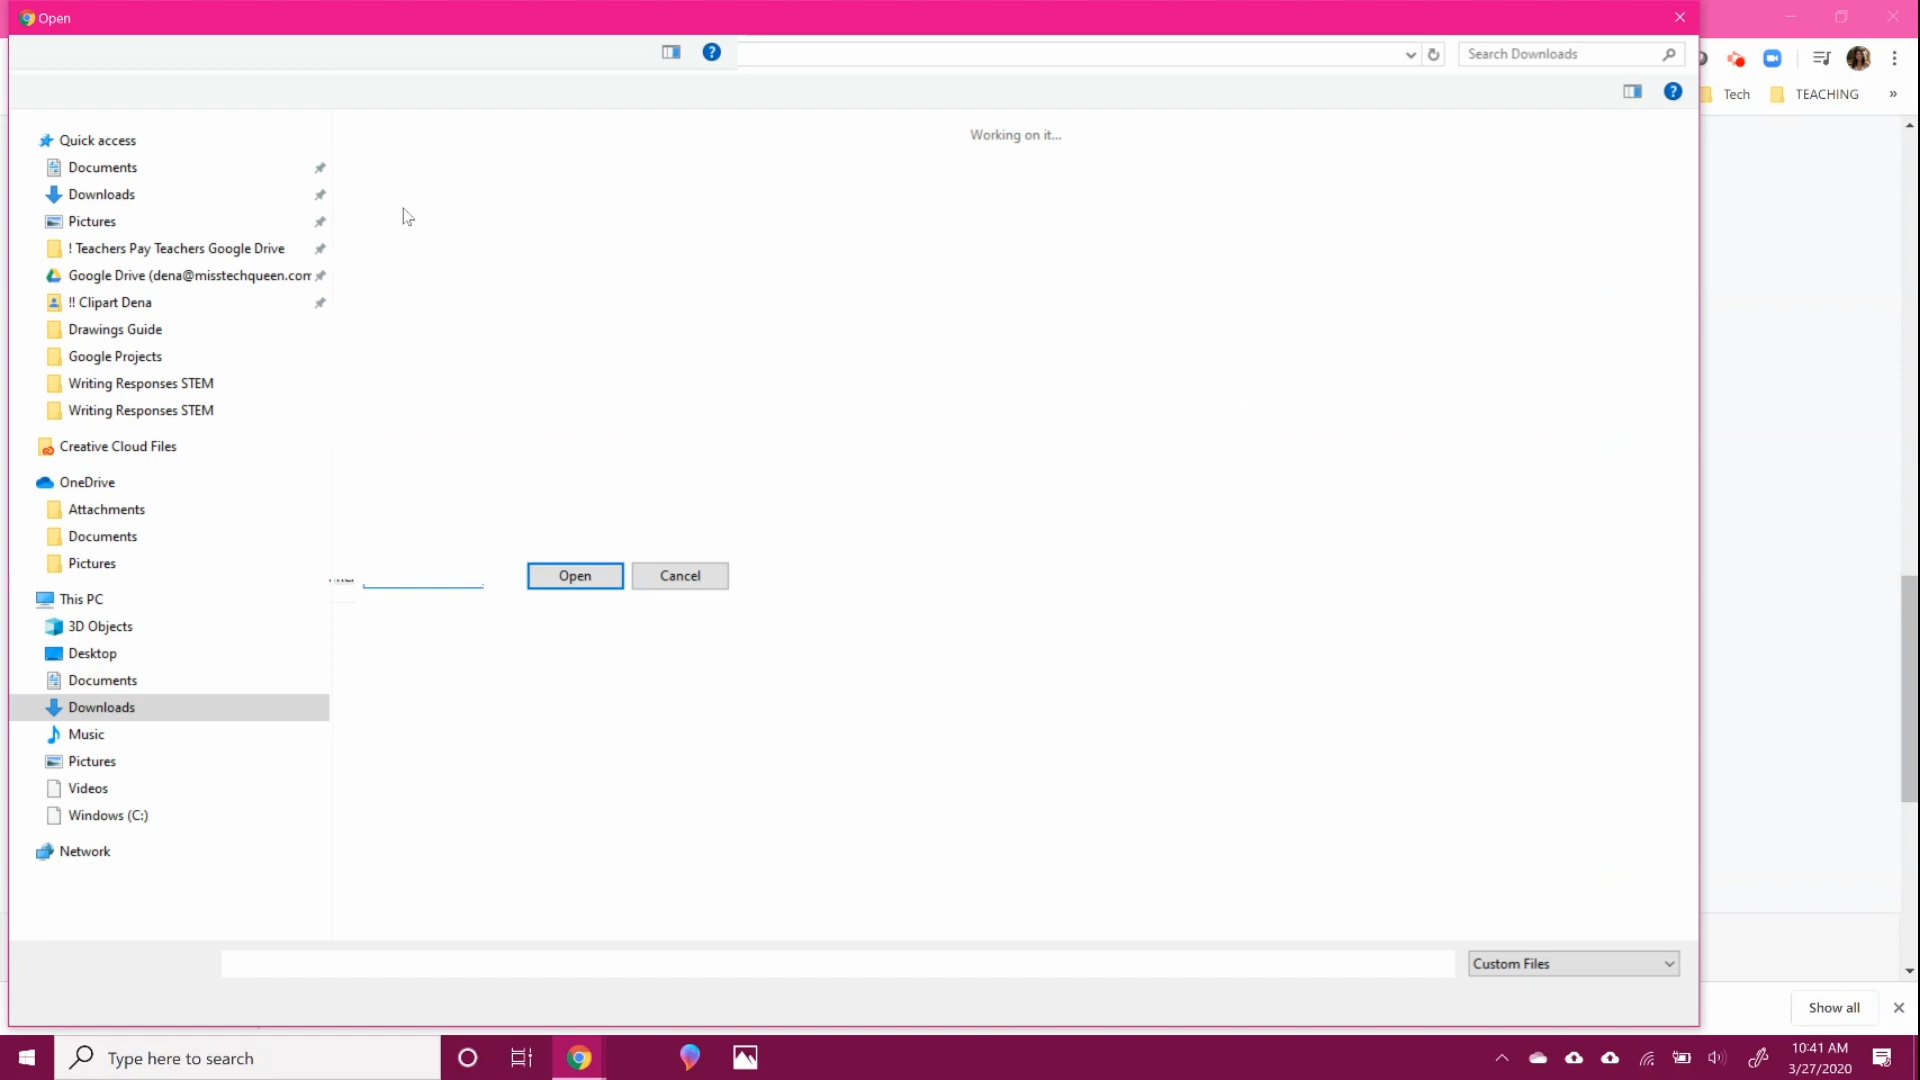 Open
Search Downloads
Tech
TEACHING
Working on it...
Quick access
Documents
Downloads
Pictures
! Teachers Pay Teachers Google Drive
Google Drive (dena@misstechqueen.com
!! Clipart Dena
Drawings Guide
Google Projects
Writing Responses STEM
Writing Responses STEM
Creative Cloud Files
OneDrive
Attachments
Documents
Pictures
Open
Cancel
This PC
3D Objects
Desktop
Documents
Downloads
Music
Pictures
Videos
Windows (C:)
Network
Custom Files
Show all
Type here to search
10:41 AM
3/27/2020